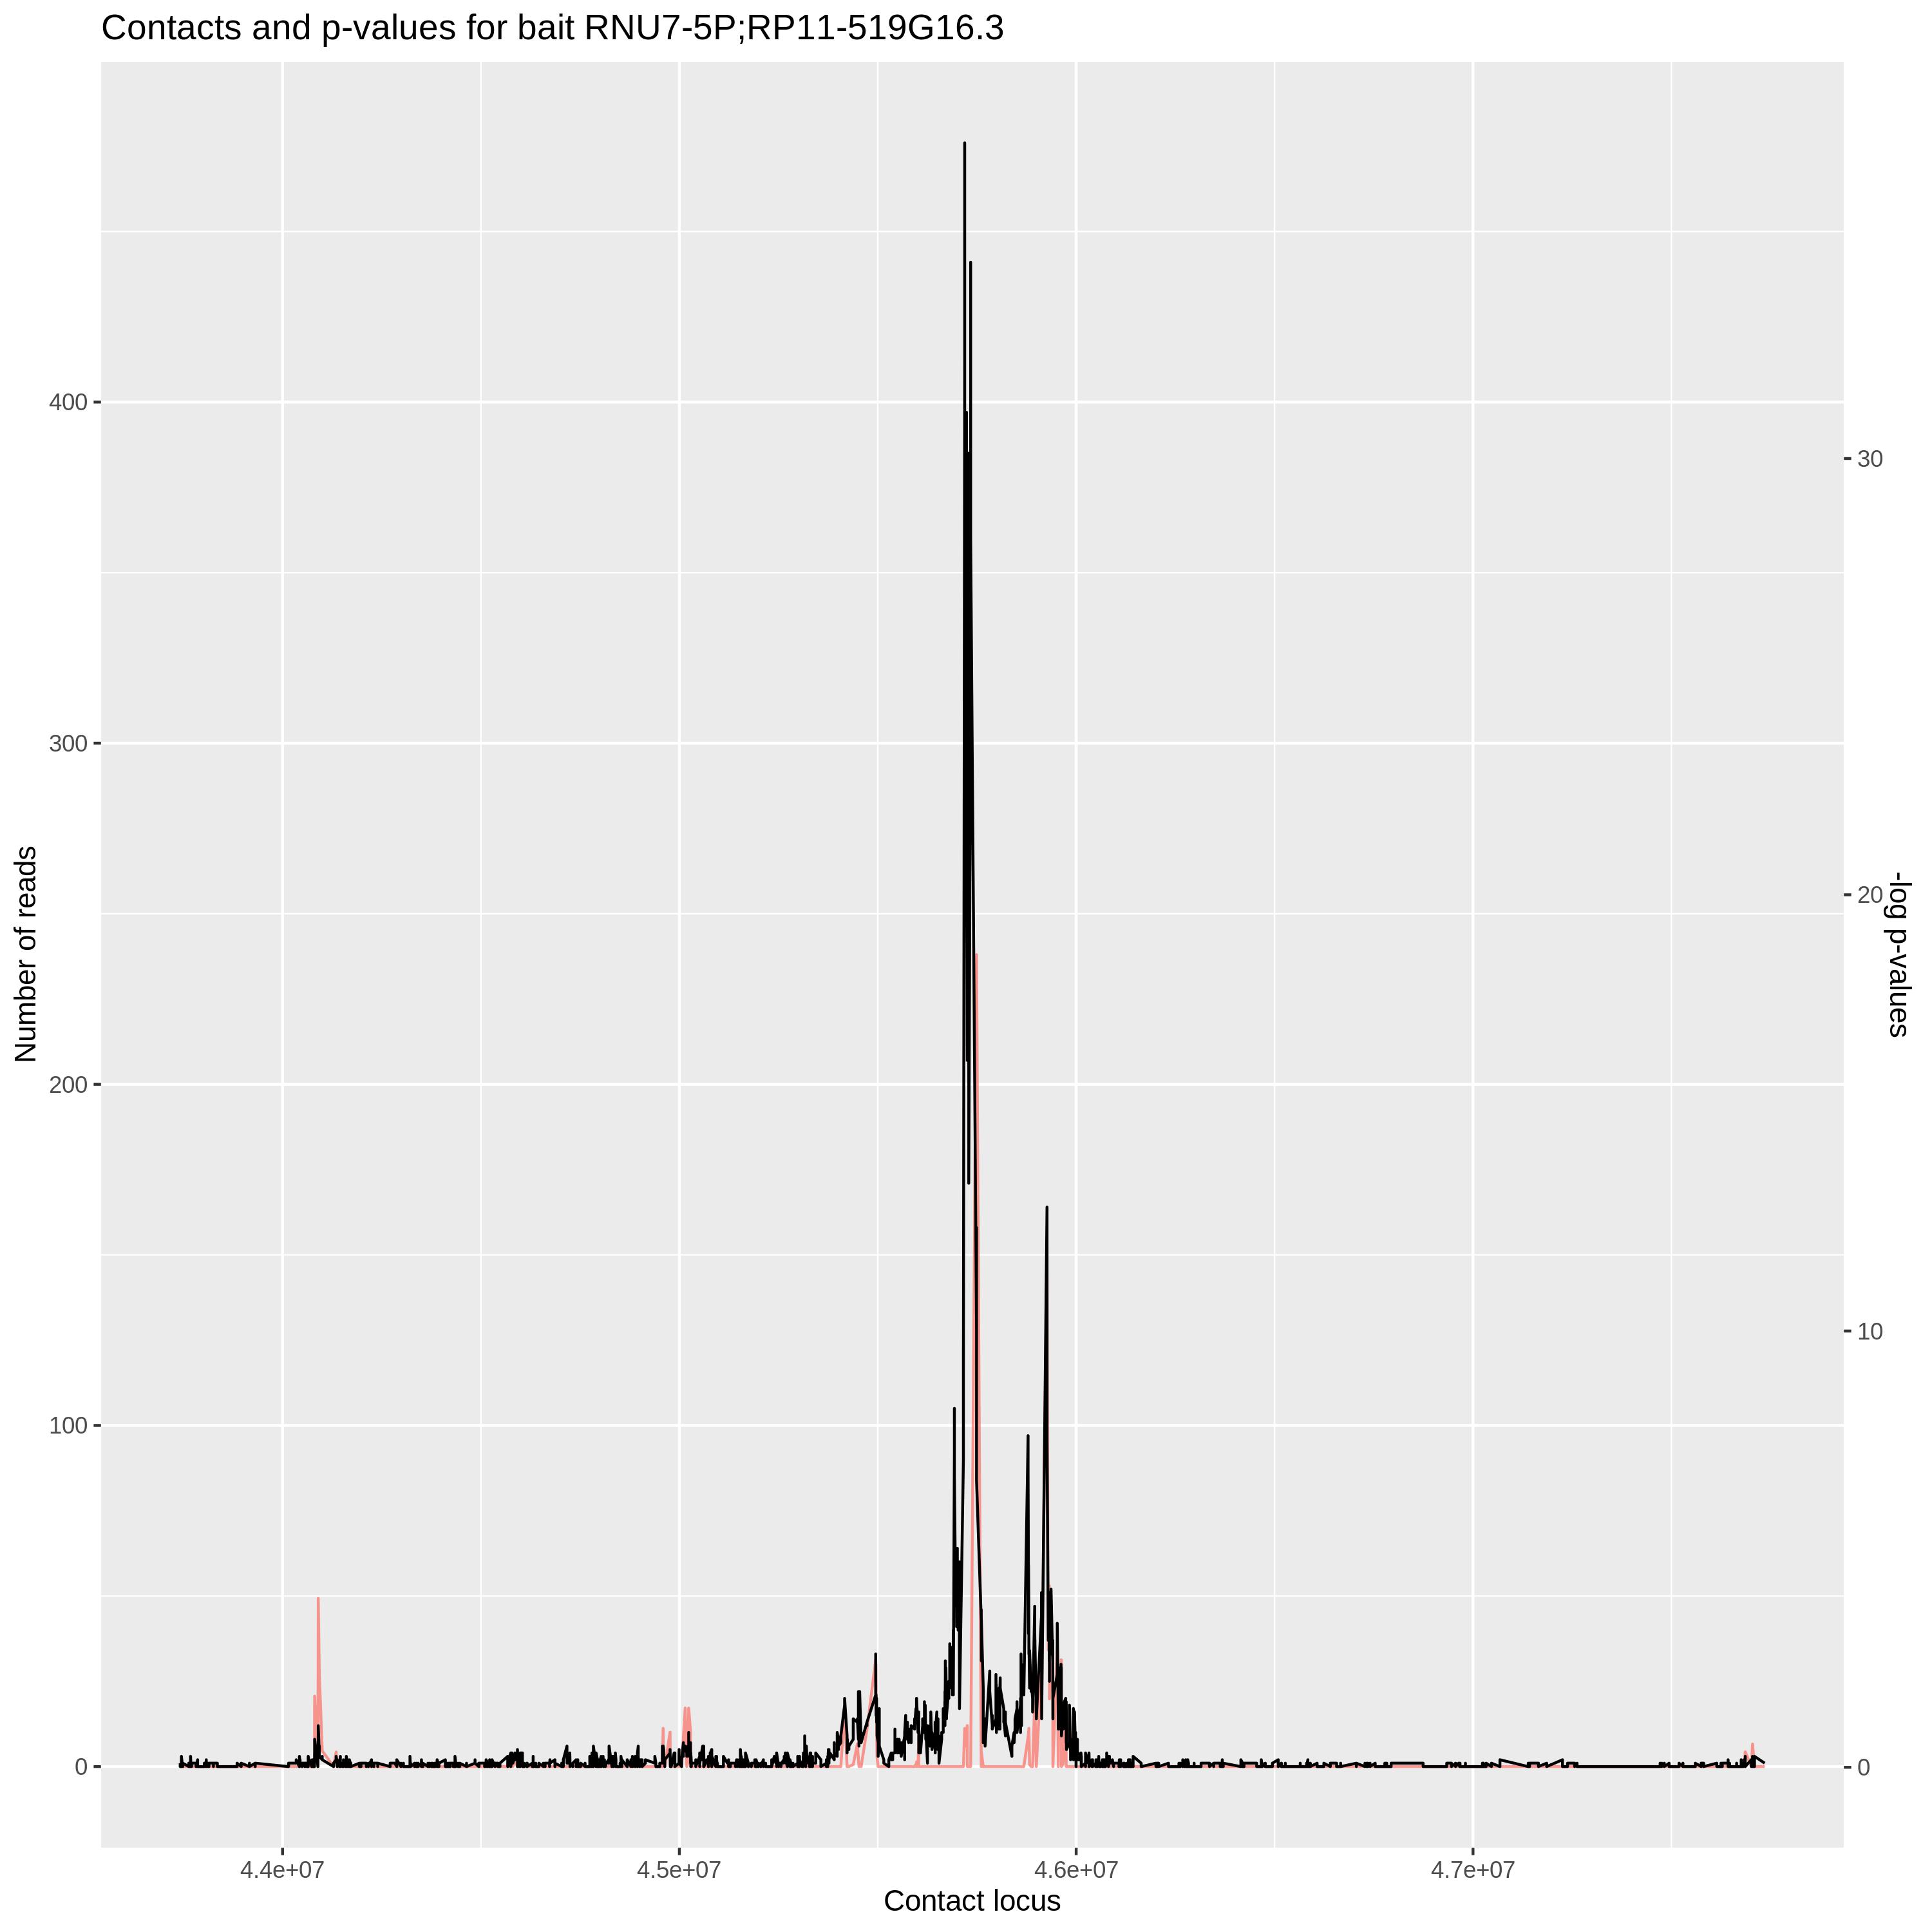 Contacts and p-values for bait RNU7-5P;RP11-519G16.3
Number of reads
400
300
200
100
0
30
20
10
0
-log p-values
4.4e+07 4.5e+07 4.6e+07 4.7e+07
Contact locus